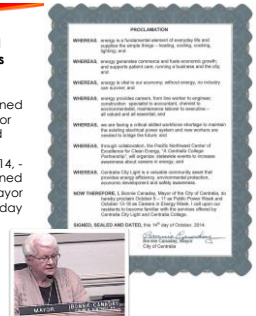 s
ned
or
d
14, -
ned
ayor
day
PROCLAMATION
WHEREAS, energy is a fundamental element of everyday life and
supplies the simple things – heating, cooling, cooking,
lighting; and
WHEREAS, energy generates commerce and fuels economic growth;
and supports patient care, running a business and the city;
and
WHEREAS, energy is vital to our economy; without energy, no industry
can survive; and
WHEREAS, energy provides careers, from line worker to engineer;
construction specialist to accountant, chemist to
environmentalist, maintenance laborer to executive –
all valued and all essential; and
WHEREAS, we are facing a critical skilled workforce shortage to maintain
the existing electrical power system and new workers are
needed to bridge the future; and
WHEREAS, through collaboration, the Pacific Northwest Center of
Excellence for Clean Energy, "A Centralia College
Partnership", will organize statewide events to increase
awareness about careers in energy; and
WHEREAS, Centralia City Light is a valuable community asset that
provides energy efficiency, environmental protection,
economic development and safety awareness.
NOW THEREFORE, I, Bonnie Canaday, Mayor of the City of Centralia, do
hereby proclaim October 5 – 11 as Public Power Week and
October 13-18 as Careers in Energy Week. I call upon our
residents to become familiar with the services offered by
Centralia City Light and Centralia College.
SIGNED, SEALED AND DATED, this 14th day of October, 2014.
Bonnie Canaday
Bonnie Canaday, Mayor
City of Centralia
MAYOR BONNIE CANADAY